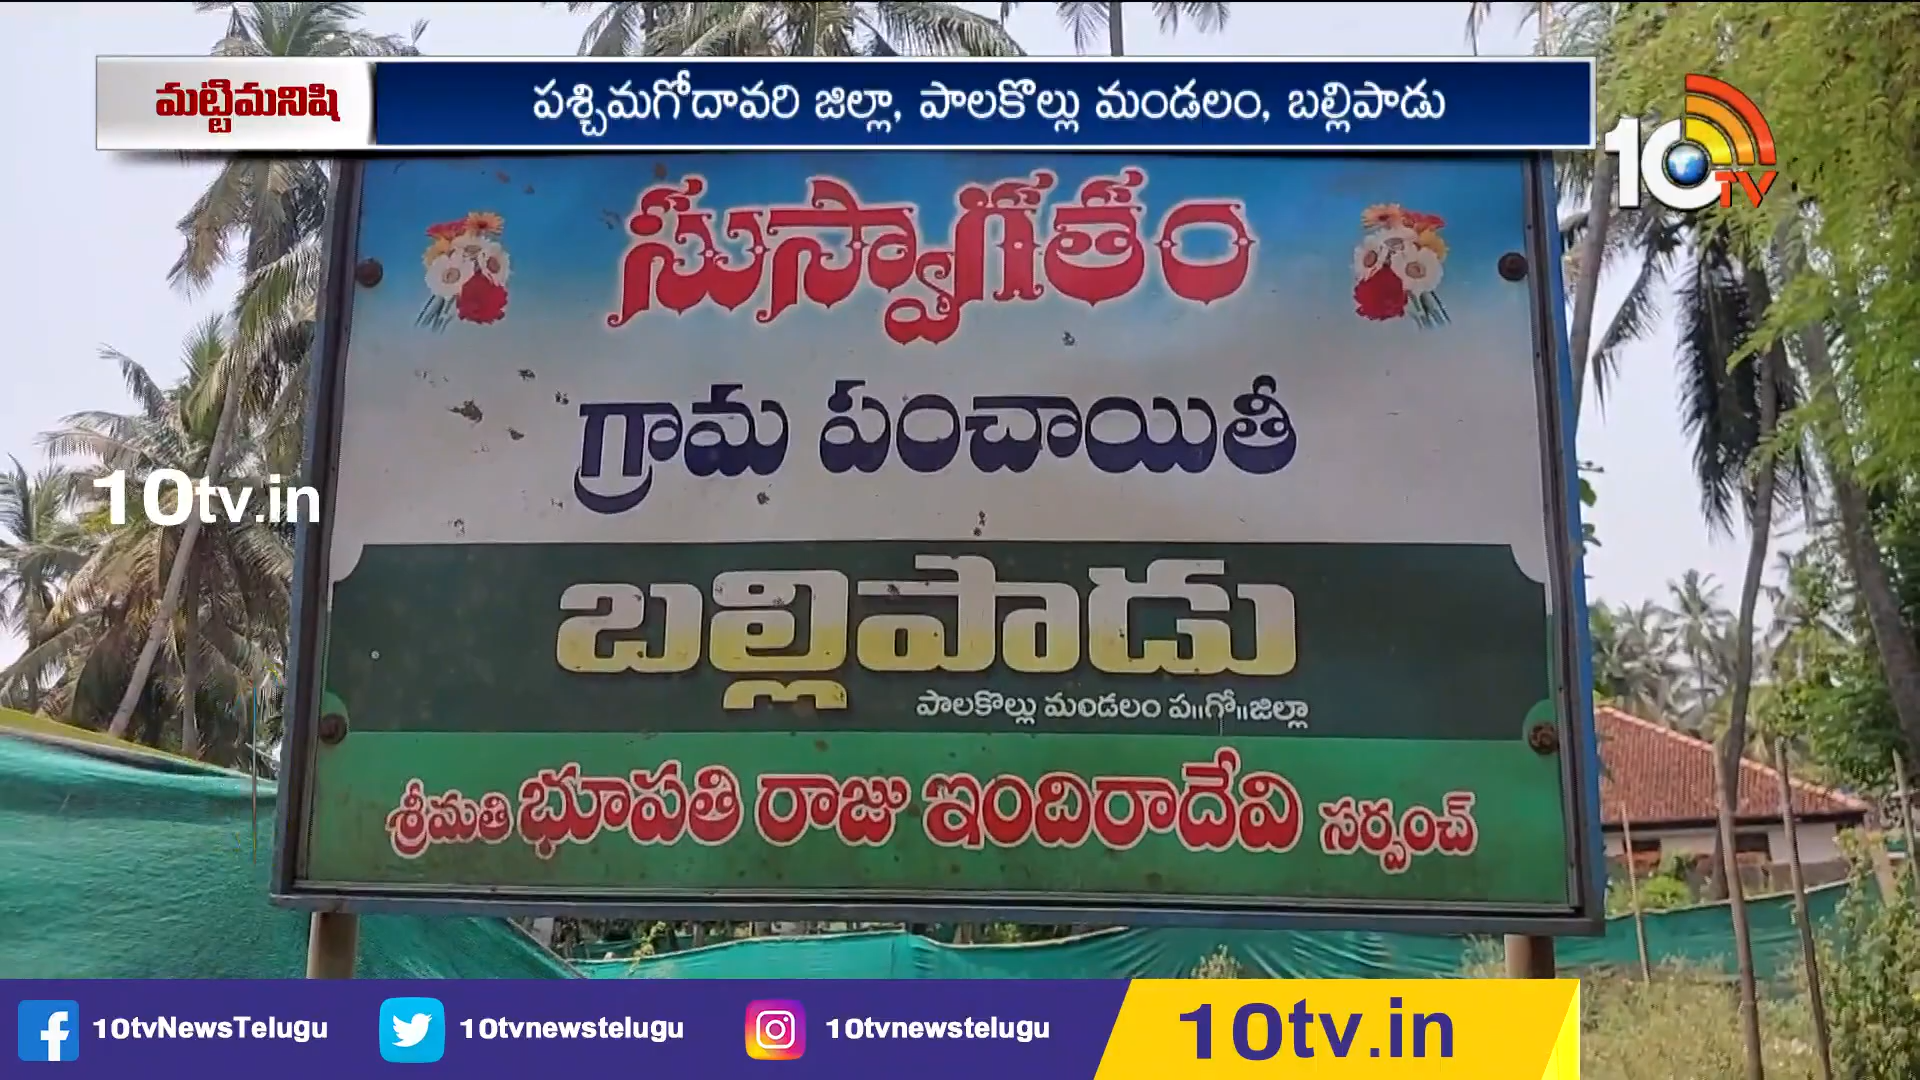 మట్టిమనిషి
పశ్చిమగోదావరి జిల్లా, పాలకొల్లు మండలం, బల్లిపాడు
10TV
సుస్వాగతం
గ్రామ పంచాయితీ
10tv.in
బల్లిపాడు
పాలకొల్లు మండలం ప॥గో॥జిల్లా
శ్రీమతి భూపతి రాజు ఇందిరాదేవి సర్పంచ్
10tvNewsTelugu
10tvnewstelugu
10tvnewstelugu
10tv.in